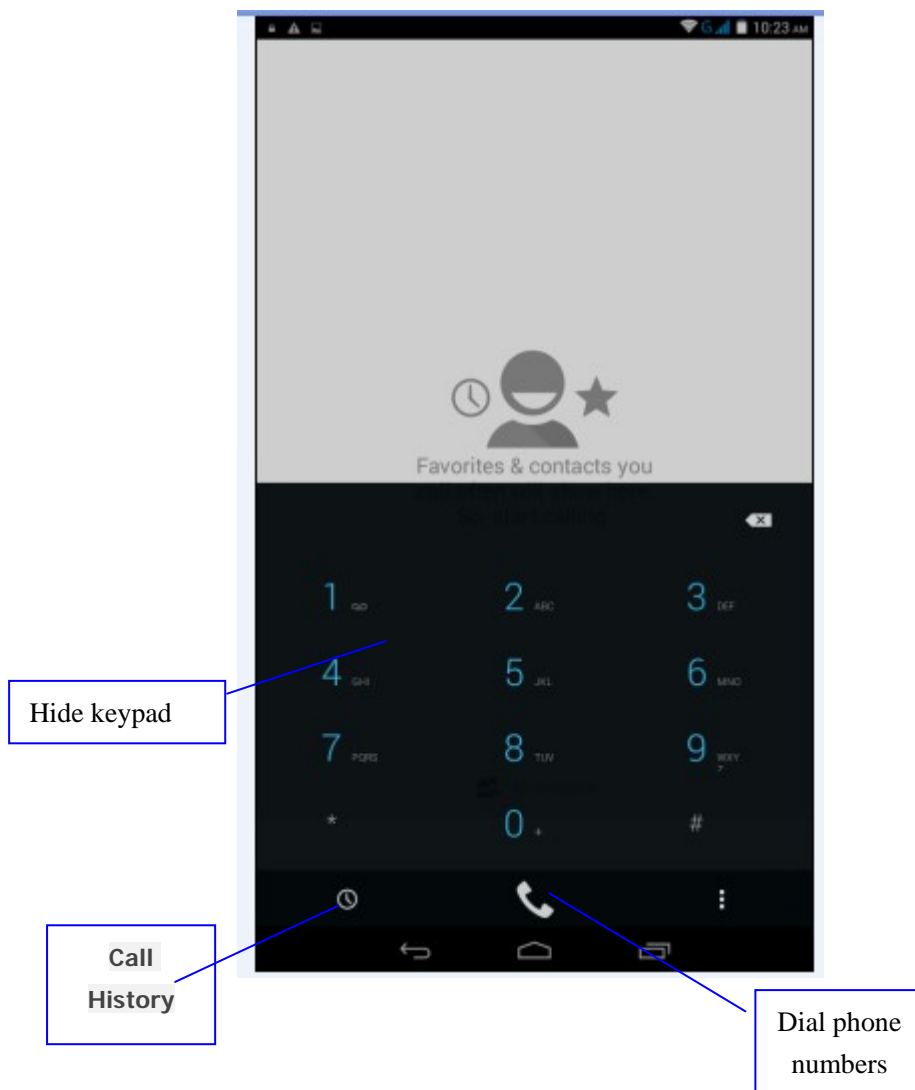 G 10:23 AM
Favorites & contacts you
1
2 ABC 3 DEF
4 GHI 5 JKL 6 MNO
Hide keypad
7 PQRS 8 TUV 9 WXY
* 0 + #
Call
History
Dial phone
numbers